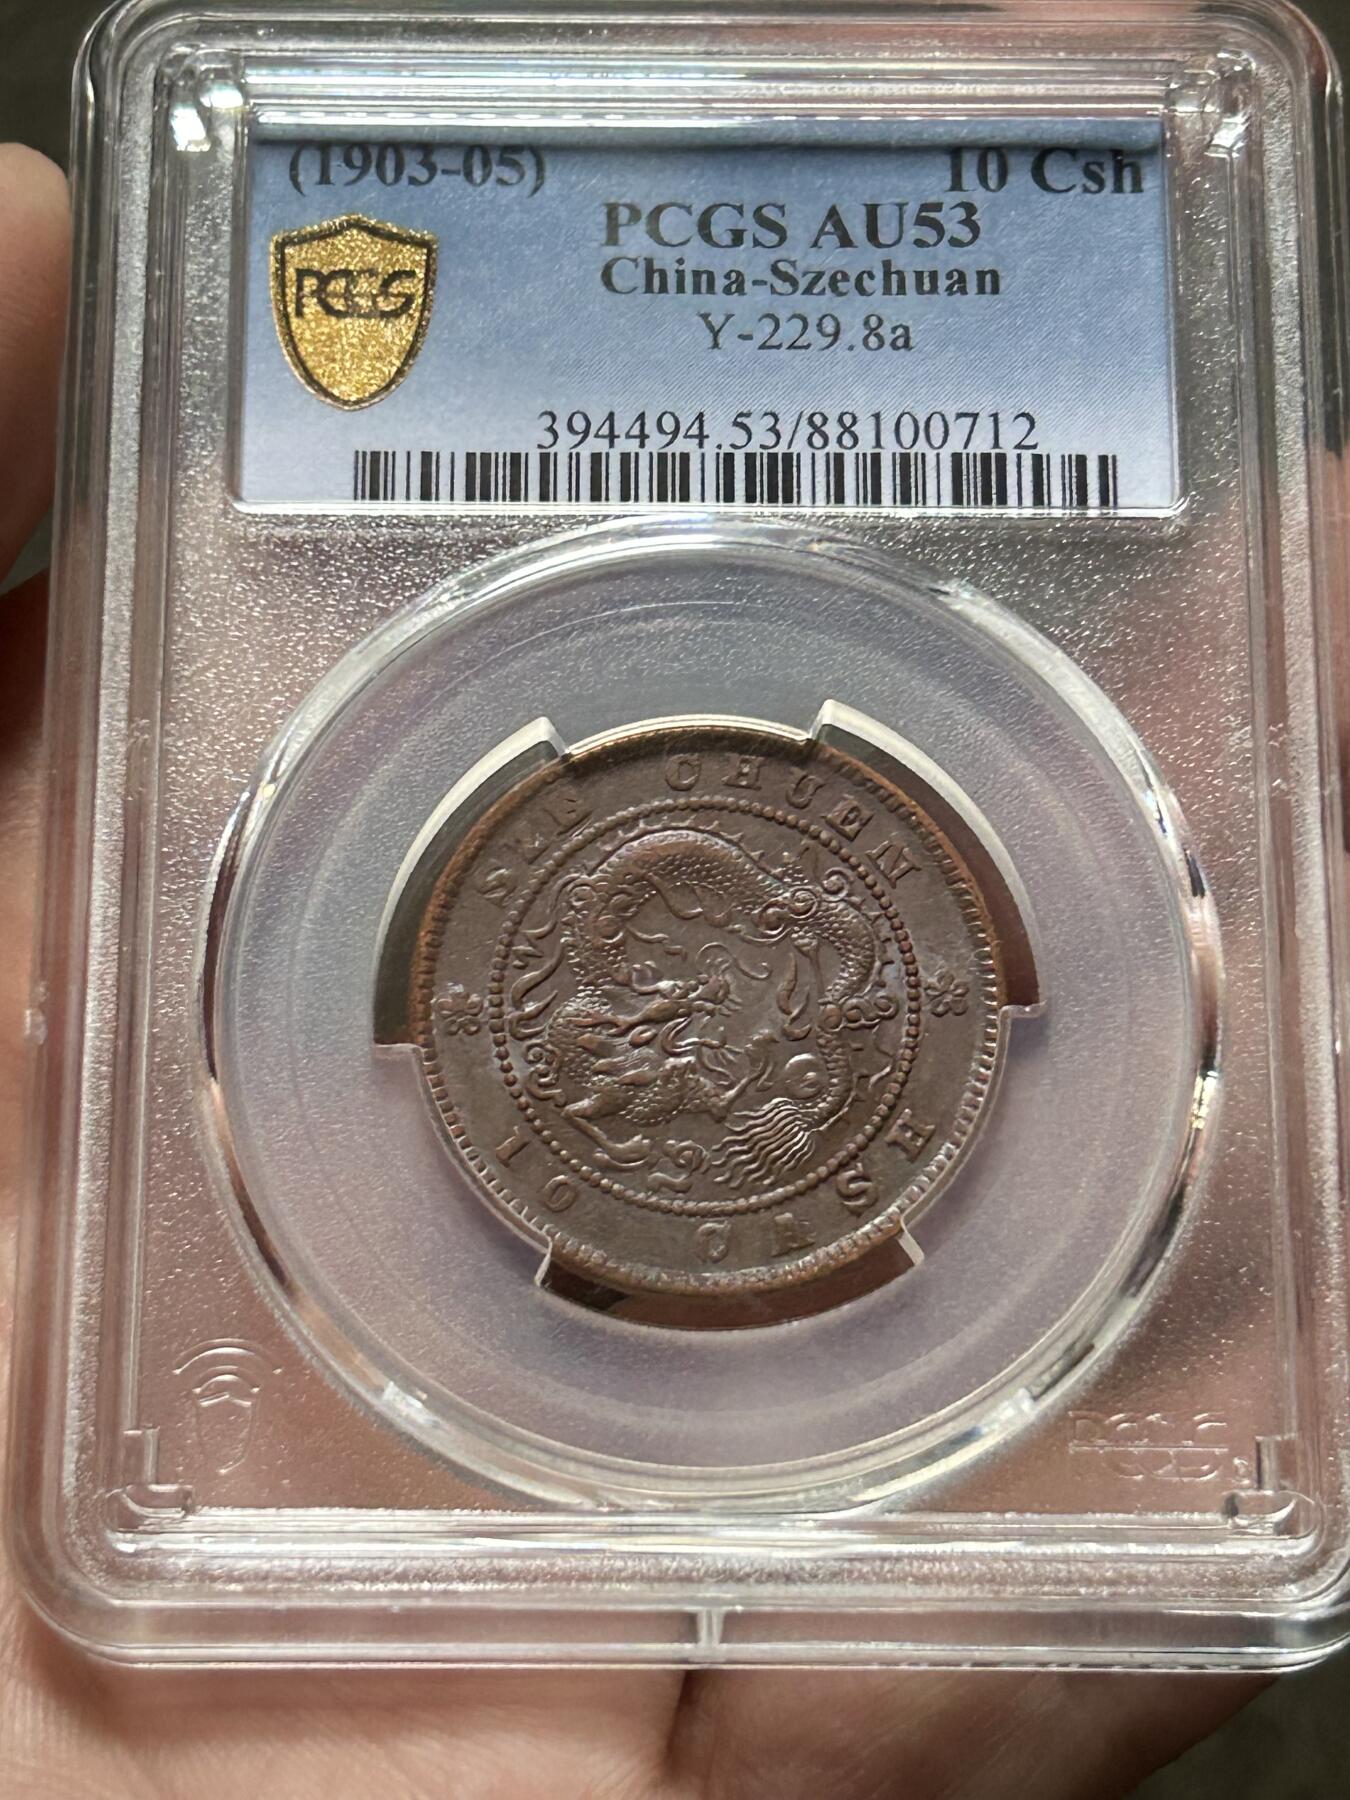 (1903-05) 10 Csh
PCGS AU53
China-Szechuan
Y-229.8a
PCGS
394494.53/88100712
SZE CHUEN
10 CASH